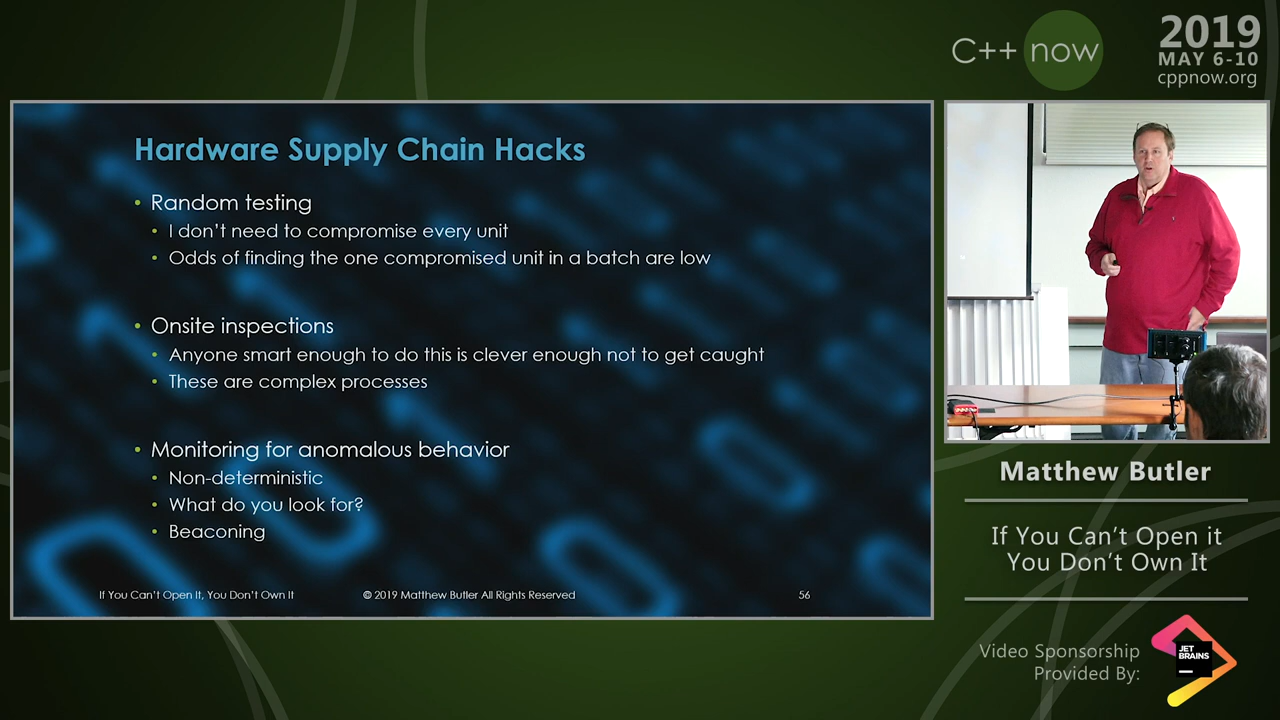 C++ now
2019
MAY 6-10
cppnow.org
Hardware Supply Chain Hacks
• Random testing
• I don't need to compromise every unit
• Odds of finding the one compromised unit in a batch are low
• Onsite inspections
• Anyone smart enough to do this is clever enough not to get caught
• These are complex processes
• Monitoring for anomalous behavior
• Non-deterministic
• What do you look for?
• Beaconing
If You Can't Open It, You Don't Own It
© 2019 Matthew Butler All Rights Reserved
56
Matthew Butler
If You Can't Open it
You Don't Own It
Video Sponsorship
Provided By:
JET
BRAINS